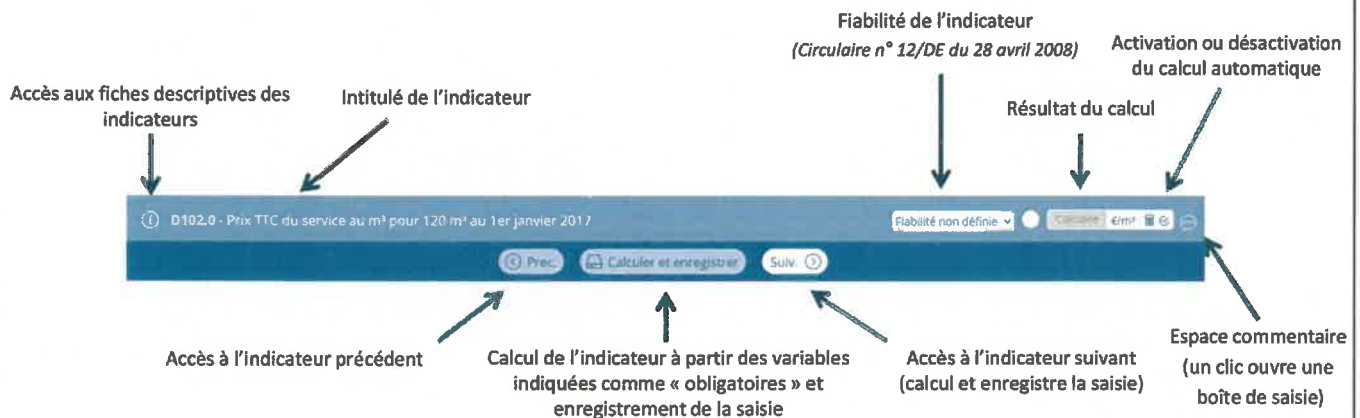 Fiabilité de l'indicateur
(Circulaire n° 12/DE du 28 avril 2008)
Activation ou désactivation
du calcul automatique
Accès aux fiches descriptives des
indicateurs
Intitulé de l'indicateur
Résultat du calcul
D102.0 - Prix TTC du service au m³ pour 120 m³ au 1er janvier 2017
Fiabilité non définie
€/m³
Prec.
Calculer et enregistrer
Suiv.
Accès à l'indicateur précédent
Calcul de l'indicateur à partir des variables
indiquées comme « obligatoires » et
enregistrement de la saisie
Accès à l'indicateur suivant
(calcul et enregistre la saisie)
Espace commentaire
(un clic ouvre une
boîte de saisie)